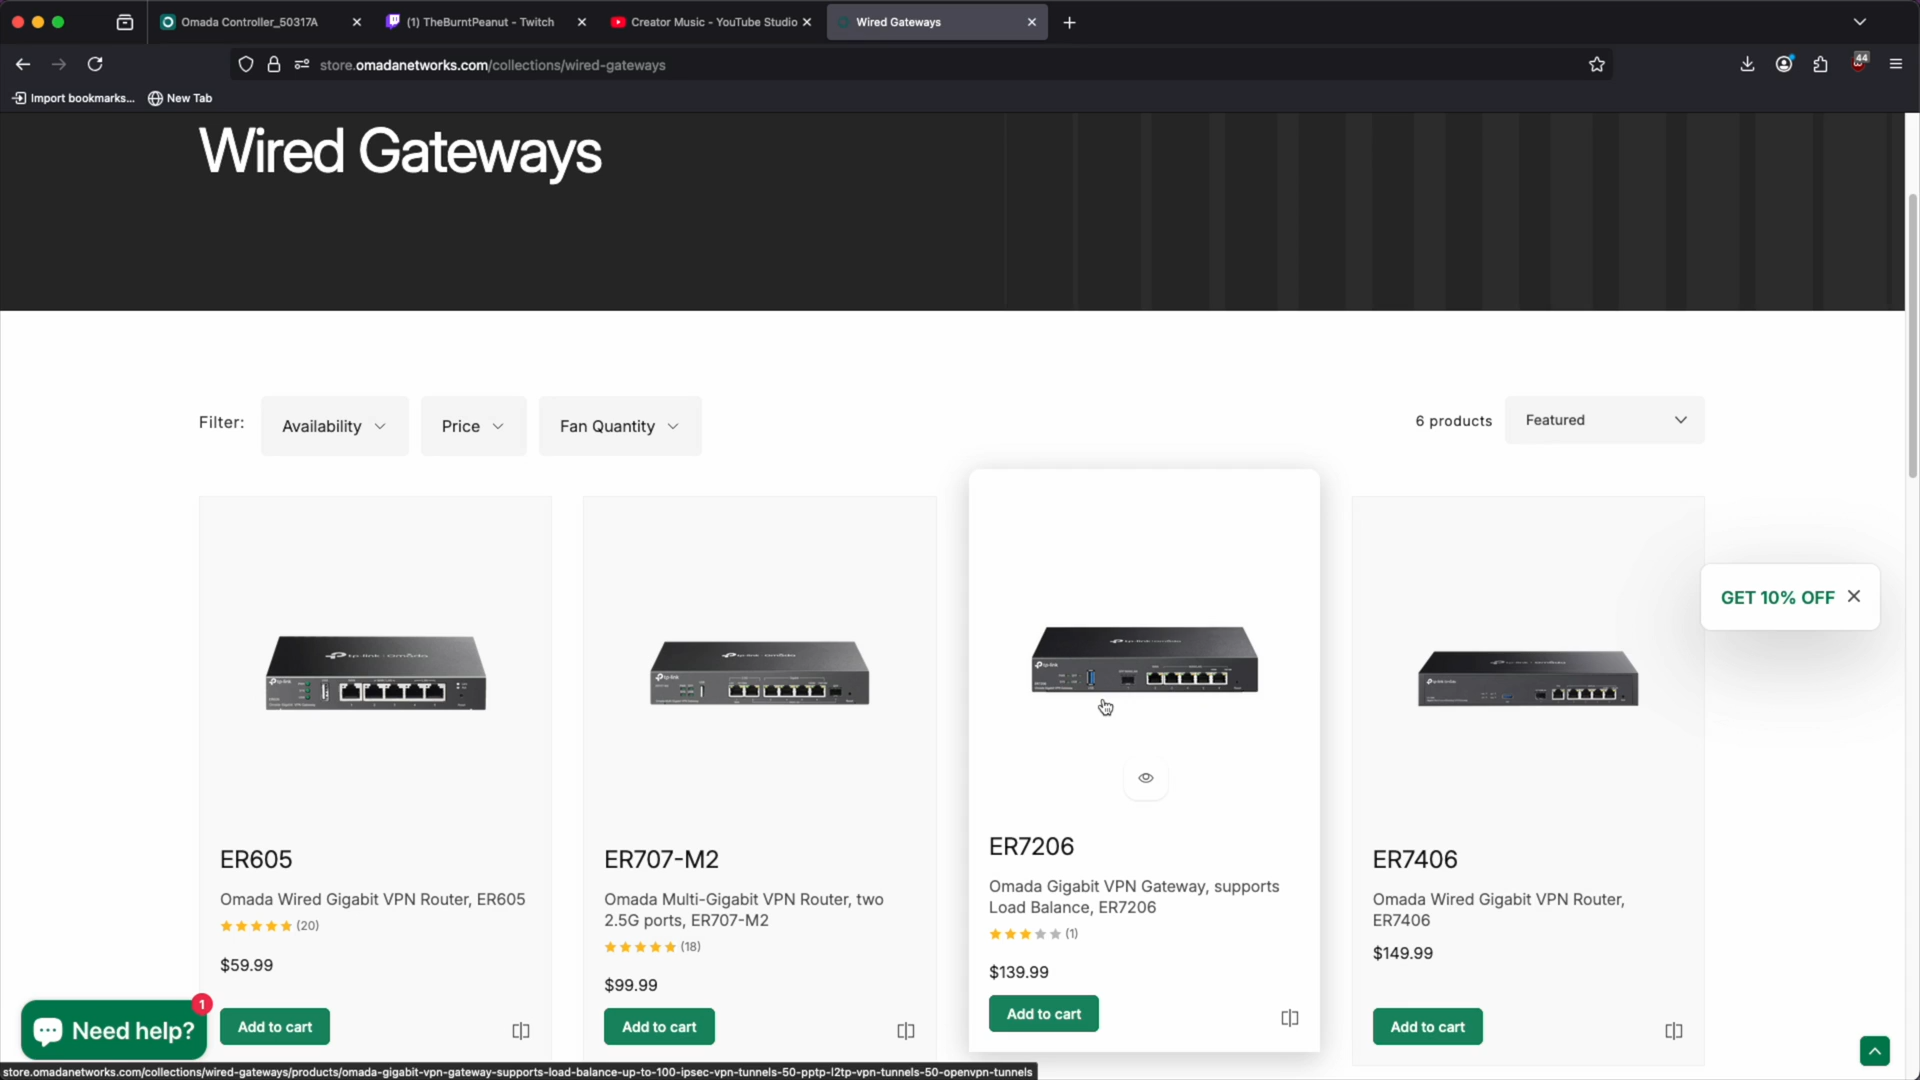 Omada Controller_50317A
(1) TheBurntPeanut - Twitch
Creator Music - YouTube Studio
Wired Gateways
store.omadanetworks.com/collections/wired-gateways
44
Import bookmarks...
New Tab
Wired Gateways
Filter:
Availability
Price
Fan Quantity
6 products
Featured
GET 10% OFF
ER605
Omada Wired Gigabit VPN Router, ER605
(20)
$59.99
Add to cart
ER707-M2
Omada Multi-Gigabit VPN Router, two
2.5G ports, ER707-M2
(18)
$99.99
Add to cart
ER7206
Omada Gigabit VPN Gateway, supports
Load Balance, ER7206
(1)
$139.99
Add to cart
ER7406
Omada Wired Gigabit VPN Router,
ER7406
$149.99
Add to cart
1
Need help?
store.omadanetworks.com/collections/wired-gateways/products/omada-gigabit-vpn-gateway-supports-load-balance-up-to-100-ipsec-vpn-tunnels-50-pptp-l2tp-vpn-tunnels-50-openvpn-tunnels